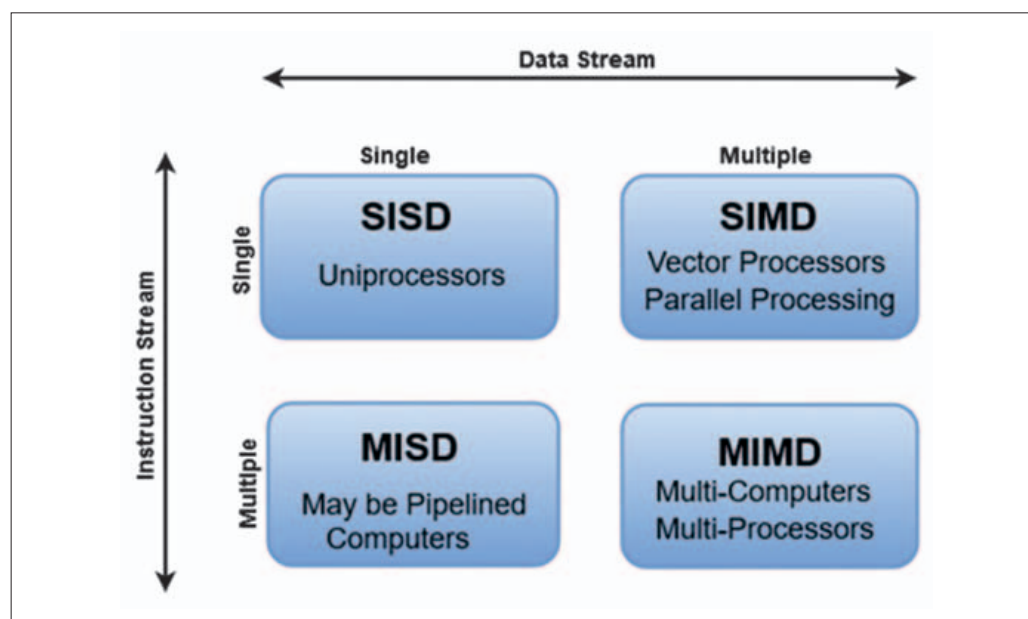 Data Stream
Single
Multiple
Instruction Stream
Single
SISD
Uniprocessors
SIMD
Vector Processors
Parallel Processing
Multiple
MISD
May be Pipelined
Computers
MIMD
Multi-Computers
Multi-Processors